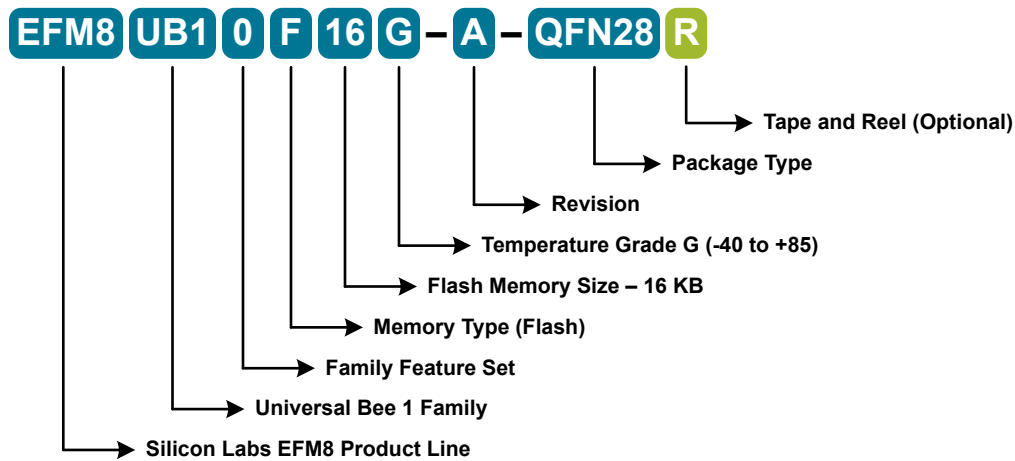 EFM8 UB1 0 F 16 G – A – QFN28 R
Tape and Reel (Optional)
Package Type
Revision
Temperature Grade G (-40 to +85)
Flash Memory Size – 16 KB
Memory Type (Flash)
Family Feature Set
Universal Bee 1 Family
Silicon Labs EFM8 Product Line